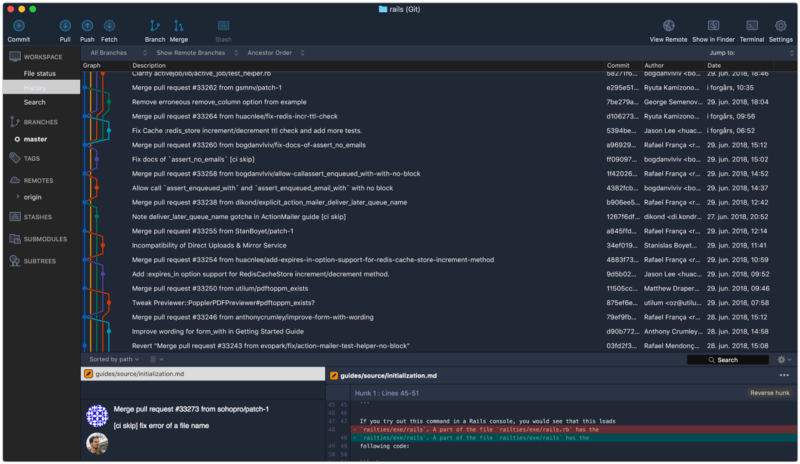 rails (Git)
Commit Pull Push Fetch Branch Merge Stash View Remote Show in Finder Terminal Settings
WORKSPACE
File status
Search
BRANCHES
master
TAGS
REMOTES
origin
STASHES
SUBMODULES
SUBTREES
All Branches Show Remote Branches Ancestor Order Jump to:
Graph Description Commit Author Date
Clarify activejob/lib/active_job/test_helper.rb 58271f6... bogdanvlviv <bo... 29. jun. 2018, 18:46
Merge pull request #33262 from gsmnv/patch-1 e295e51... Ryuta Kamizono... i forgårs, 10:35
Remove erroneous remove_column option from example 7be279a... George Semenov... 29. jun. 2018, 18:04
Merge pull request #33264 from huacnlee/fix-redis-incr-ttl-check d106273... Ryuta Kamizono... i forgårs, 09:56
Fix Cache :redis_store increment/decrement ttl check and add more tests. 5394be... Jason Lee <huac... i forgårs, 06:52
Merge pull request #33260 from bogdanvlviv/fix-docs-of-assert_no_emails a96929... Rafael França <r... 29. jun. 2018, 15:12
Fix docs of `assert_no_emails` [ci skip] ff09097... bogdanvlviv <bo... 29. jun. 2018, 15:02
Merge pull request #33258 from bogdanvlviv/allow-callassert_enqueued_with-with-no-block 1f42026... Rafael França <r... 29. jun. 2018, 14:52
Allow call `assert_enqueued_with` and `assert_enqueued_email_with` with no block 4382fcb... bogdanvlviv <bo... 29. jun. 2018, 14:37
Merge pull request #33238 from dikond/explicit_action_mailer_deliver_later_queue_name b906ee5... Rafael França <r... 29. jun. 2018, 12:42
Note deliver_later_queue_name gotcha in ActionMailer guide [ci skip] 1267f6df... dikond <di.kondr... 27. jun. 2018, 20:52
Merge pull request #33255 from StanBoyet/patch-1 a845ffd... Rafael França <r... 29. jun. 2018, 12:14
Incompatibility of Direct Uploads & Mirror Service 34ef019... Stanislas Boyet... 29. jun. 2018, 11:41
Merge pull request #33254 from huacnlee/add-expires-in-option-support-for-redis-cache-store-increment-method 4883f73... Rafael França <r... 29. jun. 2018, 10:59
Add :expires_in option support for RedisCacheStore increment/decrement method. 9d5b02... Jason Lee <huac... 29. jun. 2018, 09:52
Merge pull request #33250 from utilum/pdftoppm_exists 11505cc... Matthew Draper... 29. jun. 2018, 09:46
Tweak Previewer::PopplerPDFPreviewer#pdftoppm_exists? 875ef6e... utilum <oz@utilu... 29. jun. 2018, 07:58
Merge pull request #33246 from anthonycrumley/improve-form-with-wording 79ef9fb... Rafael França <r... 28. jun. 2018, 15:12
Improve wording for form_with in Getting Started Guide d90b772... Anthony Crumley... 28. jun. 2018, 14:58
Revert "Merge pull request #33243 from evopark/fix/action-mailer-test-helper-no-block" 03fd2f3... Rafael Mendonç... 28. jun. 2018, 15:08
Sorted by path Search
guides/source/initialization.md
Merge pull request #33273 from sohopro/patch-1
[ci skip] fix error of a file name
guides/source/initialization.md
Hunk 1 : Lines 45-51 Reverse hunk
45 45 ```
46 46
47 47 If you try out this command in a Rails console, you would see that this loads
48 - `railties/exe/rails`. A part of the file `railties/exe/rails.rb` has the
48 + `railties/exe/rails`. A part of the file `railties/exe/rails` has the
49 49 following code: